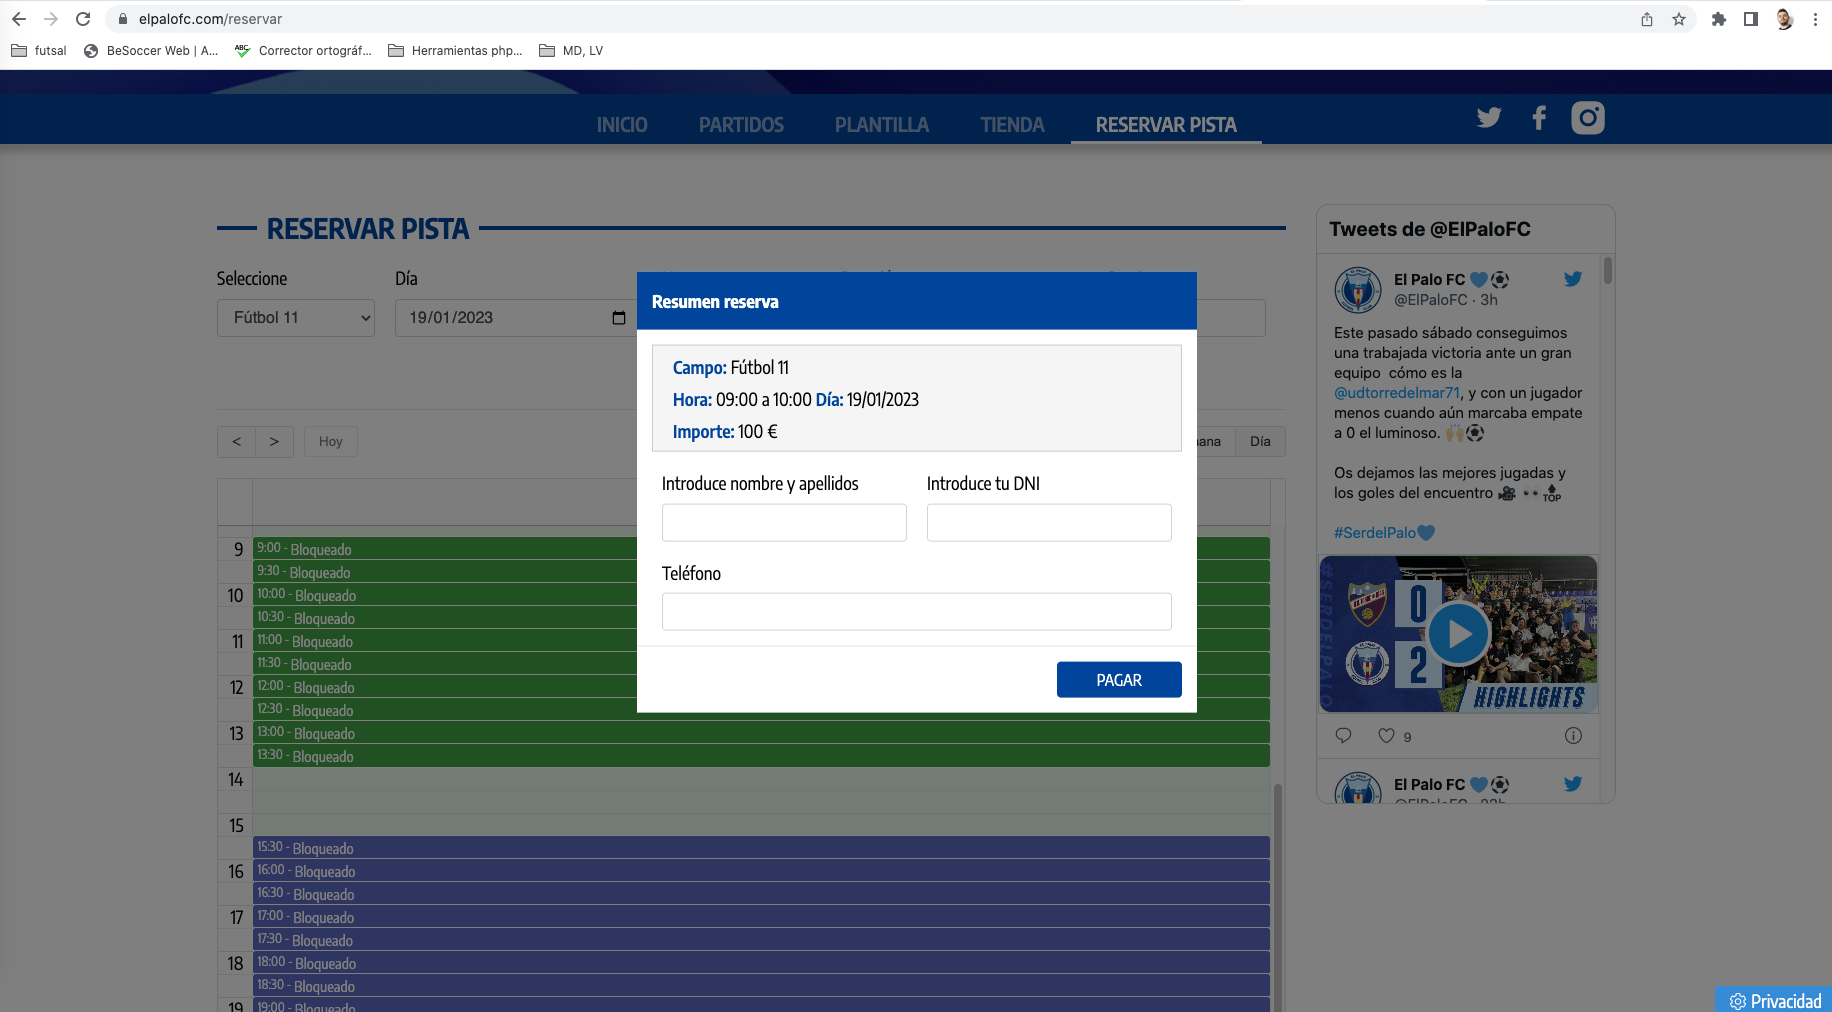 elpalofc.com/reservar
futsal
BeSoccer Web | A...
Corrector ortográf...
Herramientas php...
MD, LV
INICIO
PARTIDOS
PLANTILLA
TIENDA
RESERVAR PISTA
RESERVAR PISTA
Seleccione
Día
Fútbol 11
19/01/2023
<
>
Hoy
Día
Resumen reserva
Campo: Fútbol 11
Hora: 09:00 a 10:00 Día: 19/01/2023
Importe: 100 €
Introduce nombre y apellidos
Introduce tu DNI
Teléfono
PAGAR
9
9:00 - Bloqueado
9:30 - Bloqueado
10
10:00 - Bloqueado
10:30 - Bloqueado
11
11:00 - Bloqueado
11:30 - Bloqueado
12
12:00 - Bloqueado
12:30 - Bloqueado
13
13:00 - Bloqueado
13:30 - Bloqueado
14
15
15:30 - Bloqueado
16
16:00 - Bloqueado
16:30 - Bloqueado
17
17:00 - Bloqueado
17:30 - Bloqueado
18
18:00 - Bloqueado
18:30 - Bloqueado
19
19:00 - Bloqueado
Tweets de @ElPaloFC
El Palo FC 💙⚽
@ElPaloFC · 3h
Este pasado sábado conseguimos
una trabajada victoria ante un gran
equipo cómo es la
@udtorredelmar71, y con un jugador
menos cuando aún marcaba empate
a 0 el luminoso. 🙌🏼⚽
Os dejamos las mejores jugadas y
los goles del encuentro 🎥 👀 🔝
#SerdelPalo💙
#SERDELPALO
0
2
HIGHLIGHTS
9
El Palo FC 💙⚽
@ElPaloFC · 22h
Privacidad